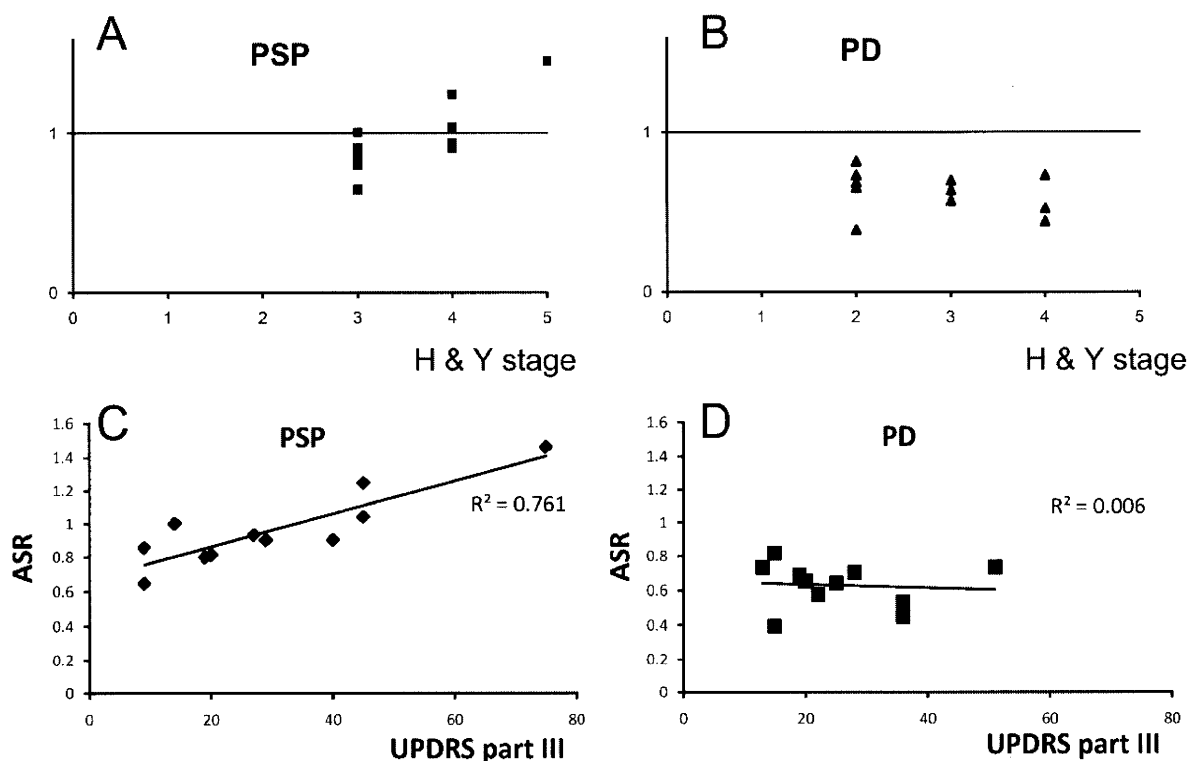 A
PSP
1
0
0 1 2 3 4 5
H & Y stage
B
PD
1
0
0 1 2 3 4 5
H & Y stage
C
PSP
1.6
1.4
1.2
1
0.8
0.6
0.4
0.2
0
ASR
R² = 0.761
0 20 40 60 80
UPDRS part III
D
PD
1.6
1.4
1.2
1
0.8
0.6
0.4
0.2
0
ASR
R² = 0.006
0 20 40 60 80
UPDRS part III